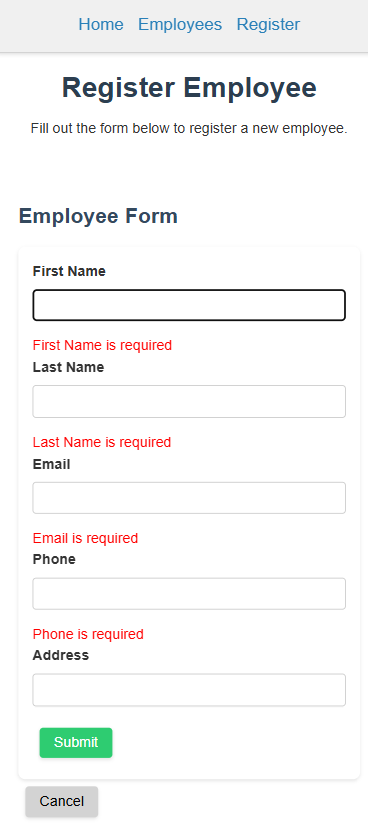 Home Employees Register
Register Employee
Fill out the form below to register a new employee.
Employee Form
First Name
First Name is required
Last Name
Last Name is required
Email
Email is required
Phone
Phone is required
Address
Submit
Cancel